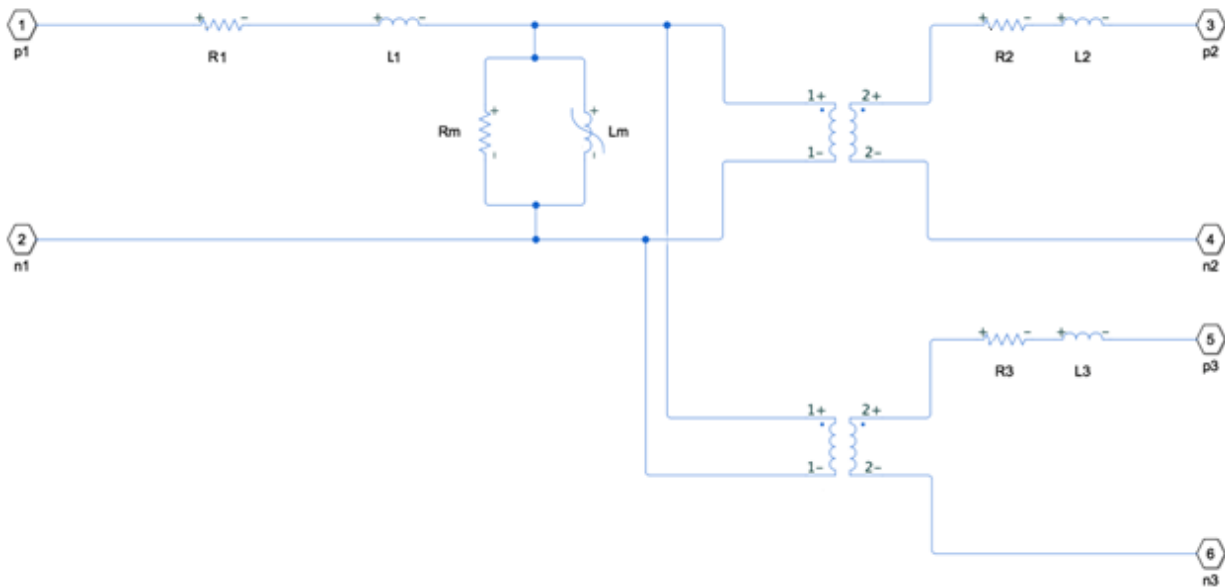 1
p1
+ -
R1
+ -
L1
+ -
R2
+ -
L2
3
p2
1+ 2+
Rm
+
-
+
-
Lm
1- 2-
2
n1
4
n2
+ -
R3
+ -
L3
5
p3
1+ 2+
1- 2-
6
n3